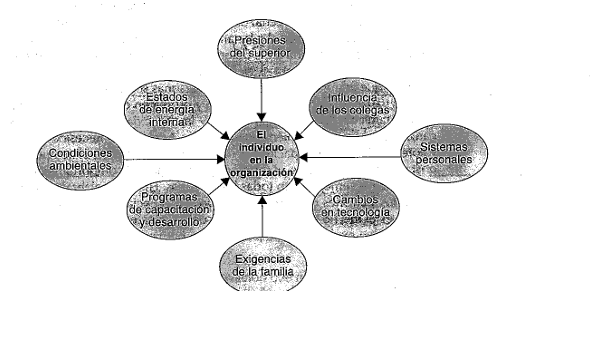 Presiones
del superior
Estados
de energía
interna
Influencia
de los colegas
El
individuo
en la
organización
Condiciones
ambientales
Sistemas
personales
Programas
de capacitación
y desarrollo
Cambios
en tecnología
Exigencias
de la familia